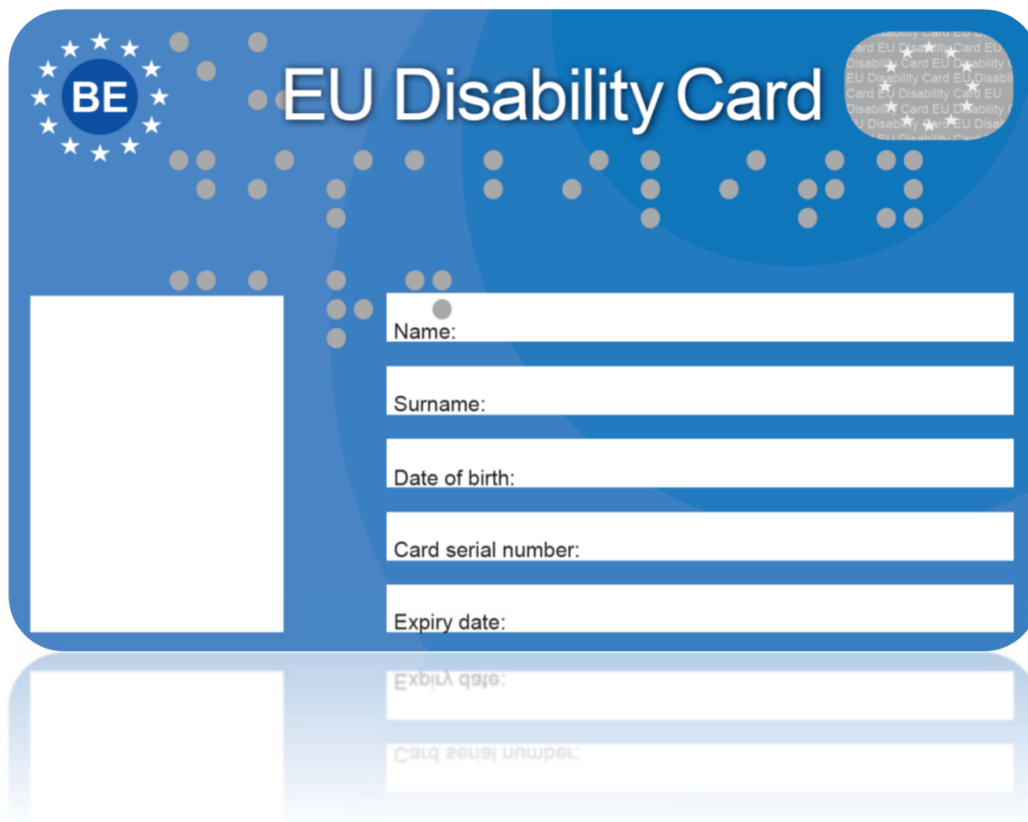 BE
EU Disability Card
⠑⠥
⠙⠊⠎⠁⠃⠊⠇⠊⠞⠽
⠉⠁⠗⠙
Name:
Surname:
Date of birth:
Card serial number:
Expiry date: